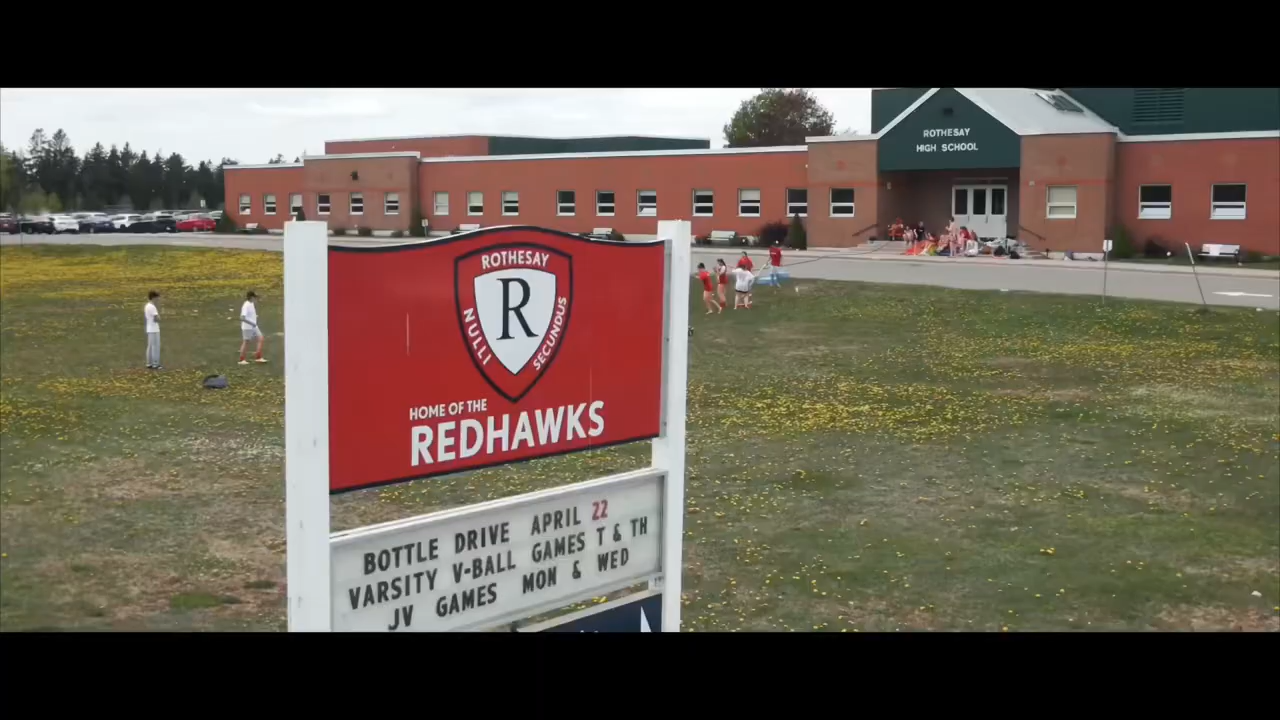 ROTHESAY
HIGH SCHOOL
ROTHESAY
R
NULLI
SECUNDUS
HOME OF THE
REDHAWKS
BOTTLE DRIVE APRIL 22
VARSITY V-BALL GAMES T & TH
JV GAMES MON & WED